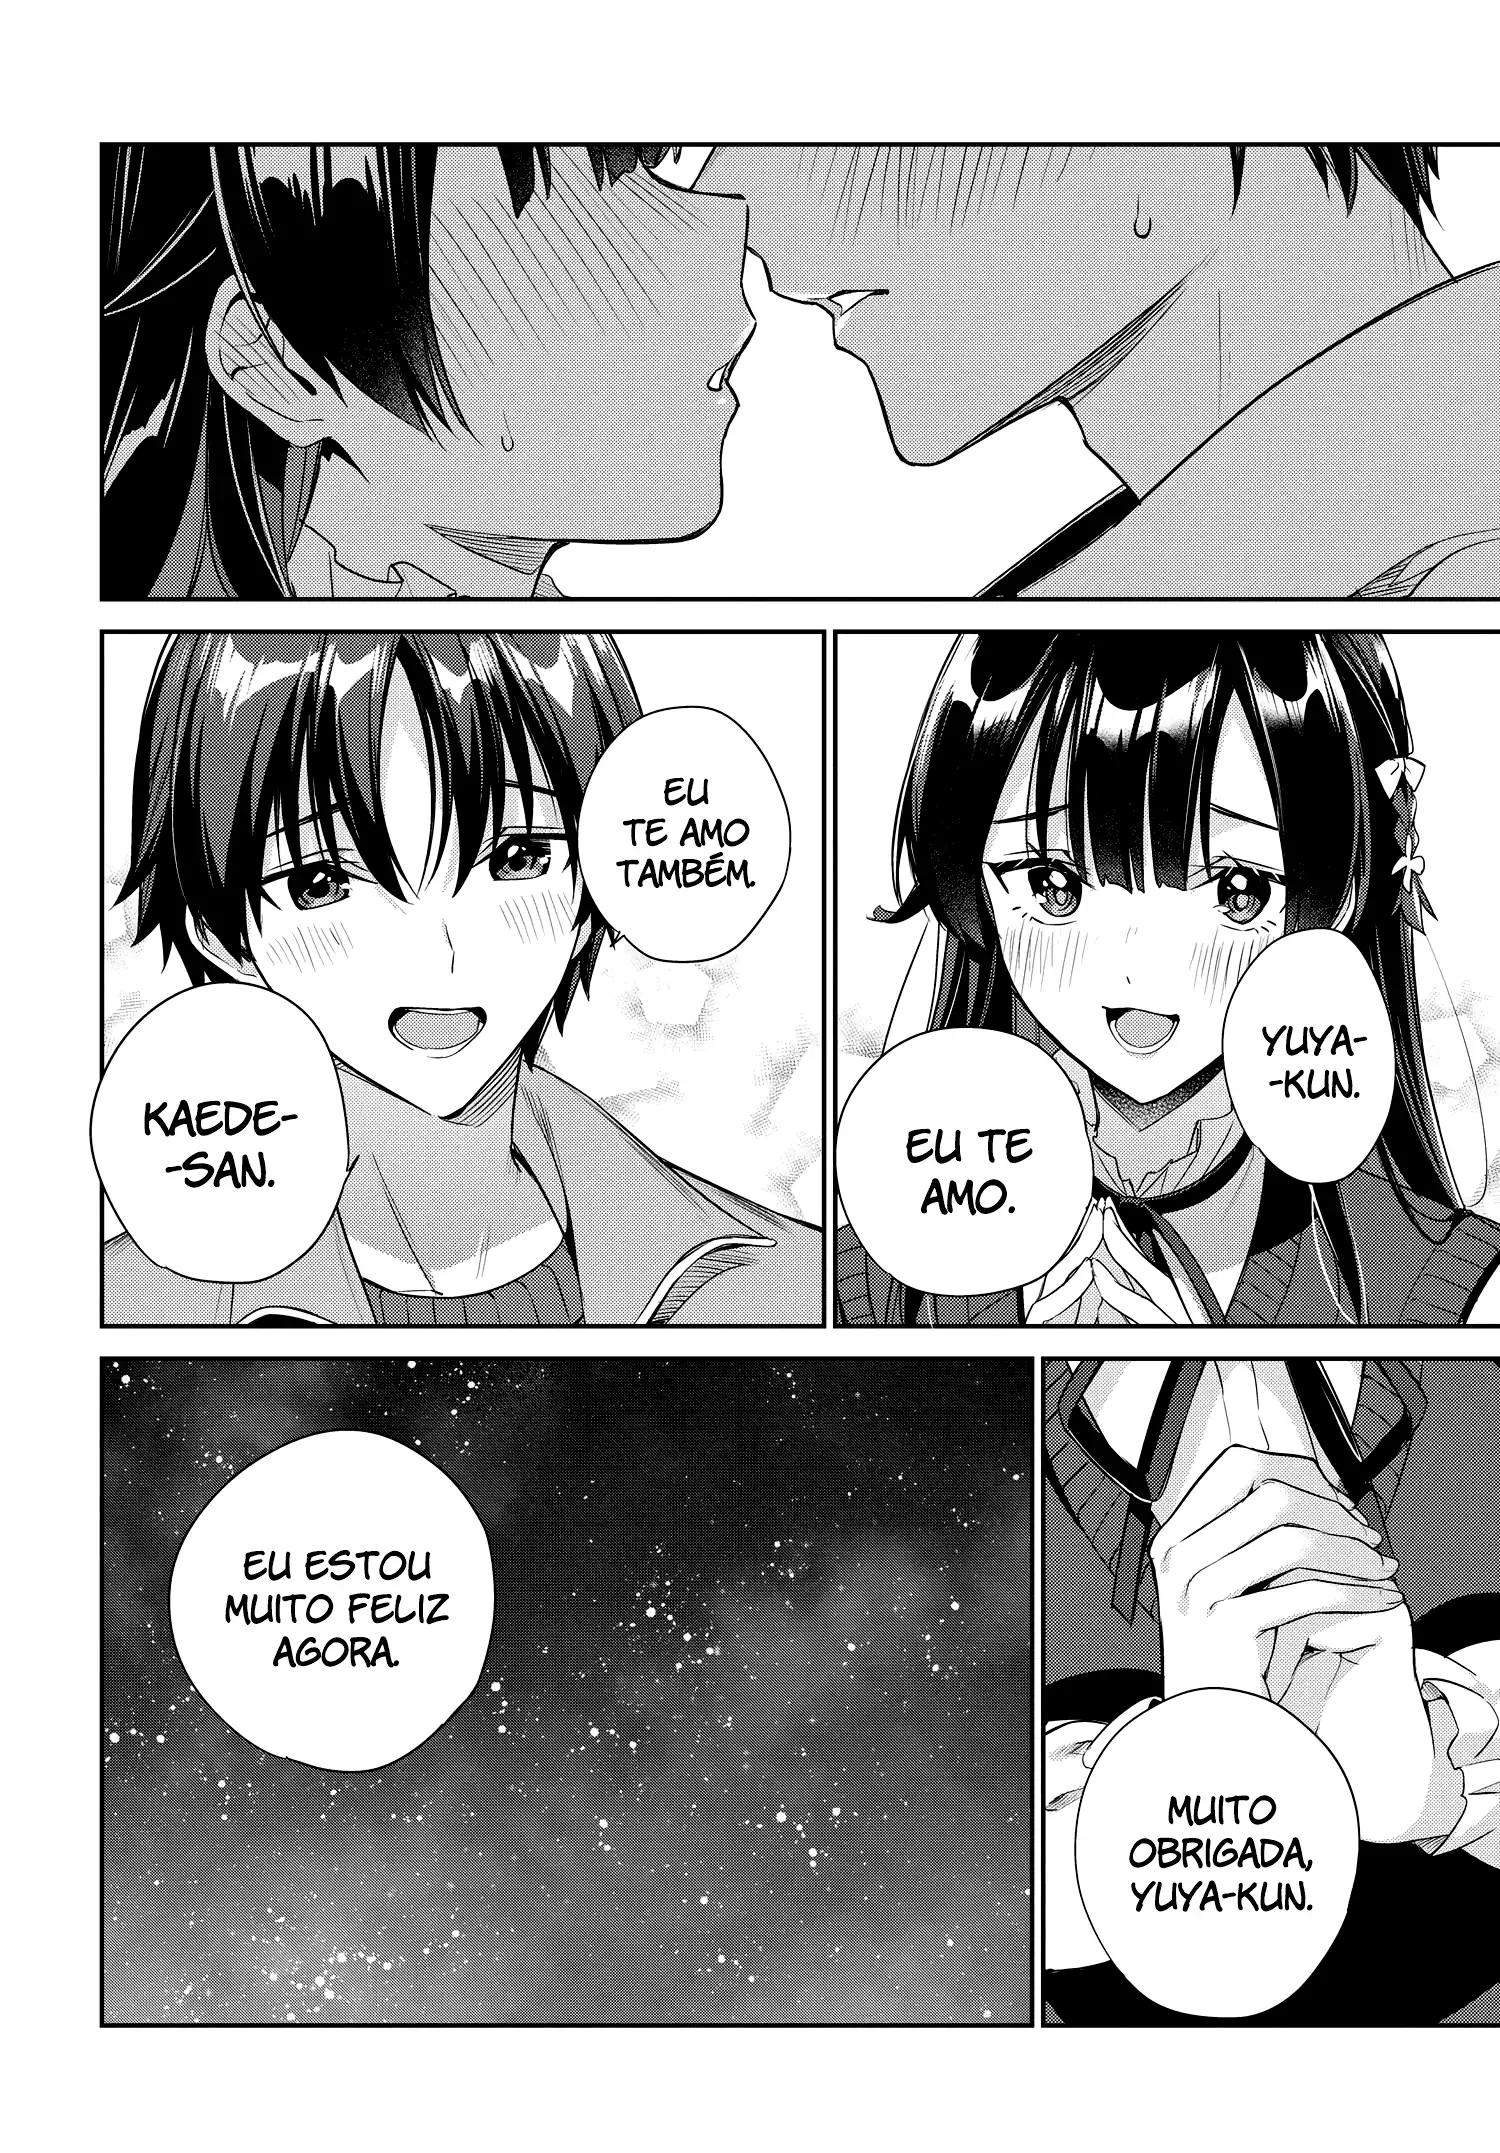 YUYA-
-KUN.
EU TE
AMO.
EU
TE AMO
TAMBÉM.
KAEDE-
-SAN.
MUITO
OBRIGADA,
YUYA-KUN.
EU ESTOU
MUITO FELIZ
AGORA.